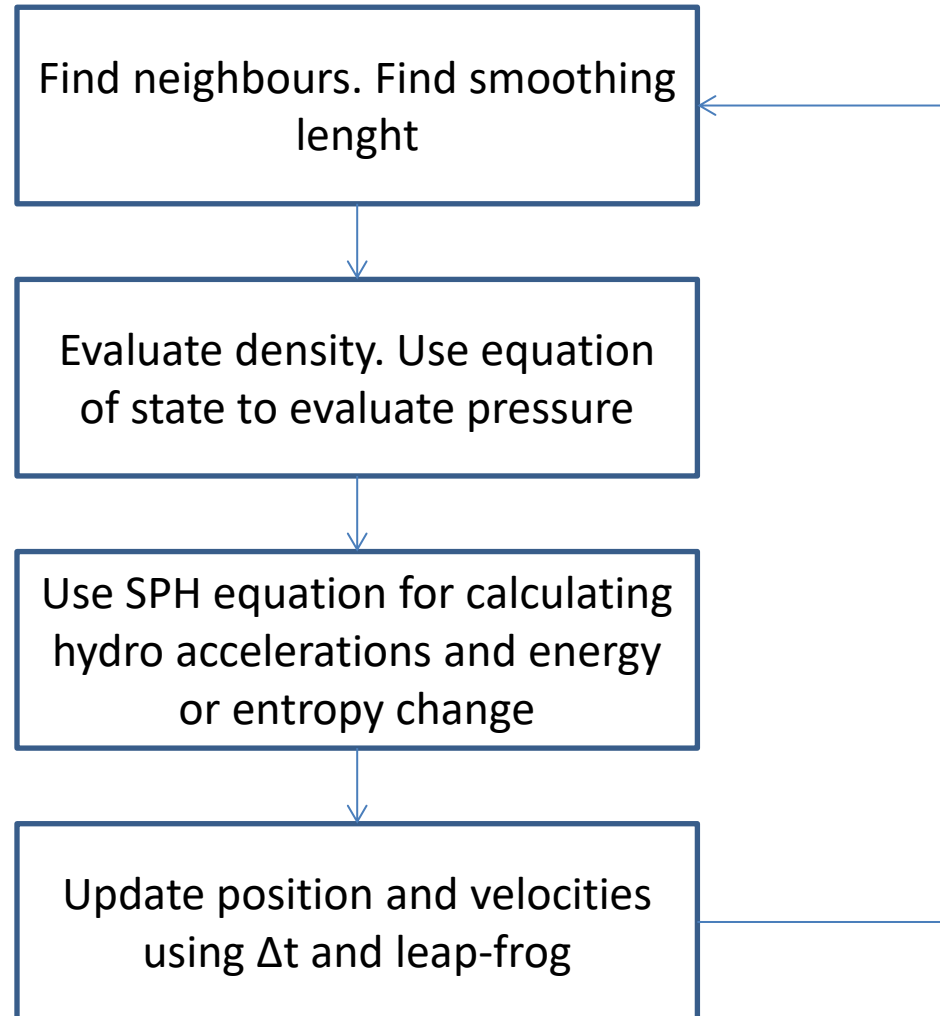 Find neighbours. Find smoothing
lenght
Evaluate density. Use equation
of state to evaluate pressure
Use SPH equation for calculating
hydro accelerations and energy
or entropy change
Update position and velocities
using Δt and leap-frog